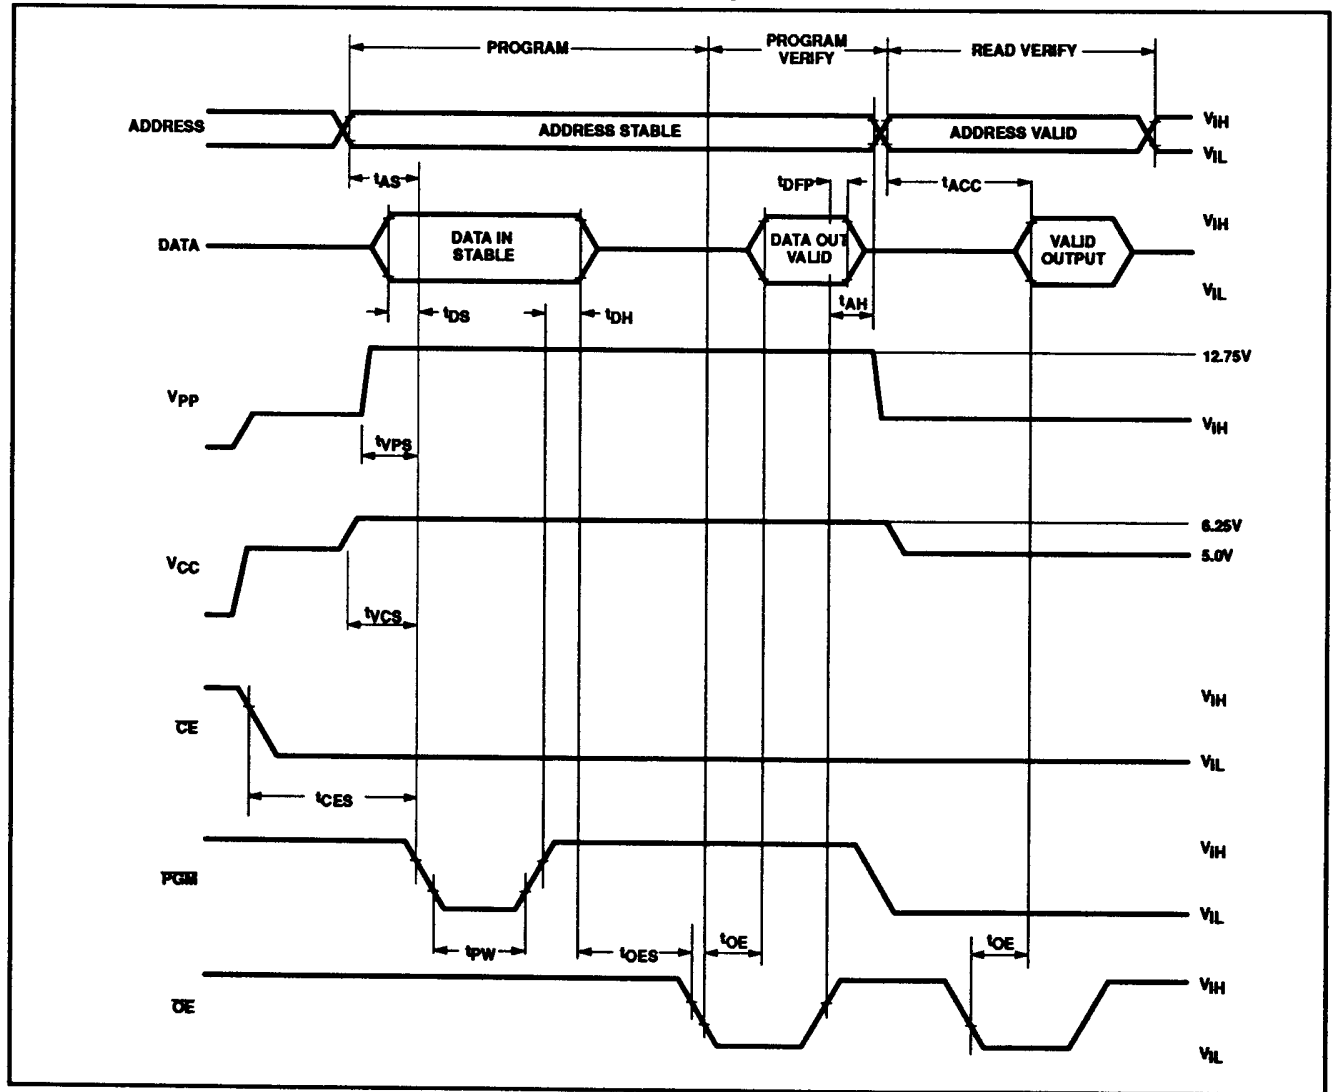 PROGRAM
PROGRAM
VERIFY
READ VERIFY
ADDRESS
ADDRESS STABLE
ADDRESS VALID
VIH
VIL
tAS
tDFP
tACC
DATA
DATA IN
STABLE
DATA OUT
VALID
VALID
OUTPUT
VIH
VIL
tDS
tDH
tAH
12.75V
VPP
VIH
tVPS
6.25V
5.0V
VCC
tVCS
CE
VIH
VIL
tCES
PGM
VIH
VIL
tPW
tOES
tOE
tOE
OE
VIH
VIL